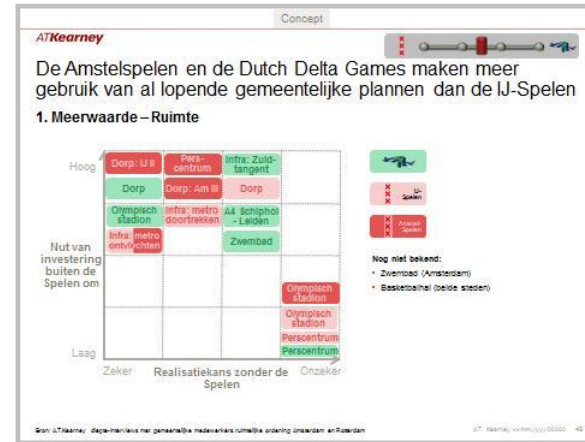 Concept
ATKearney
De Amstelspelen en de Dutch Delta Games maken meer
gebruik van al lopende gemeentelijke plannen dan de IJ-Spelen
1. Meerwaarde – Ruimte
Hoog
Nut van
investering
buiten de
Spelen om
Laag
Dorp: IJ II
Pers-
centrum
Infra: Zuid-
tangent
Dorp
Dorp: Am III
Dorp
Olympisch
stadion
Infra: metro
doortrekken
A4 Schiphol
- Leiden
Infra: metro
ontvlechten
Zwembad
Olympisch
stadion
Olympisch
stadion
Perscentrum
Perscentrum
Zeker
Realisatiekans zonder de
Spelen
Onzeker
IJ-
Spelen
Amstel-
Spelen
Nog niet bekend:
• Zwembad (Amsterdam)
• Basketbalhal (beide steden)
Bron: A.T.Kearney diepte-interviews met gemeentelijke medewerkers ruimtelijke ordening Amsterdam en Rotterdam
A.T. Kearney